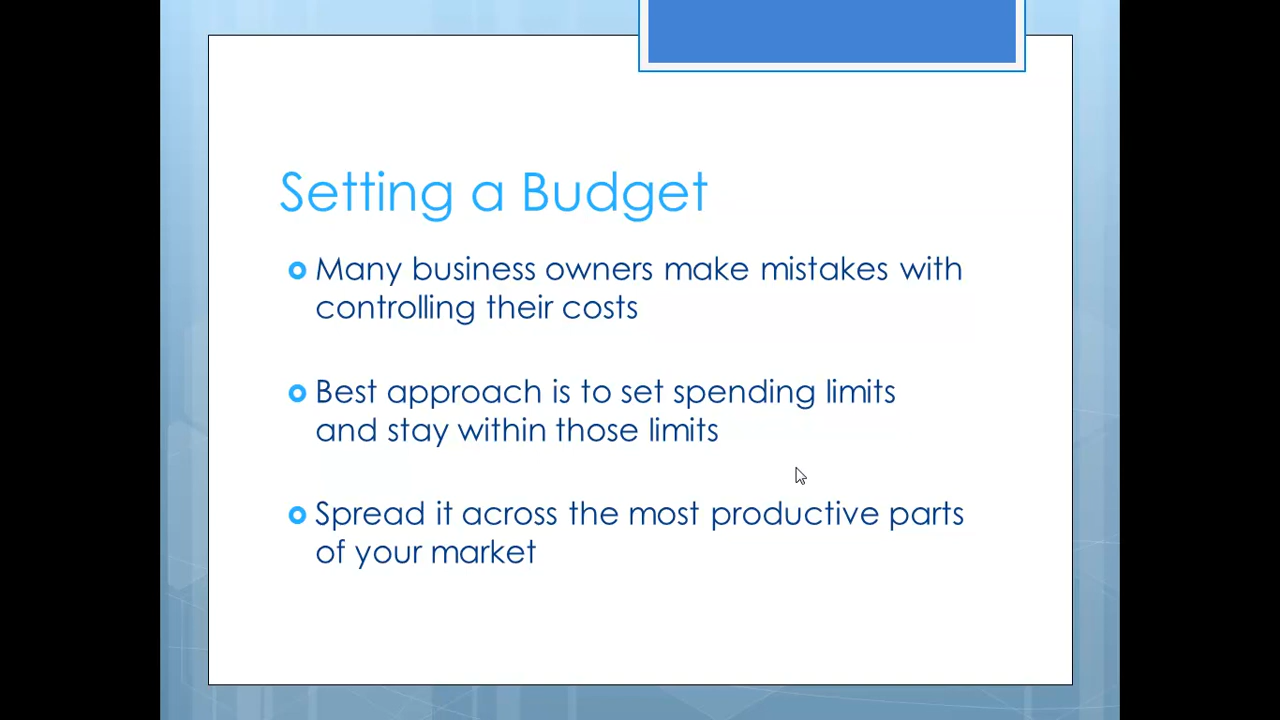 Setting a Budget
Many business owners make mistakes with
controlling their costs
Best approach is to set spending limits
and stay within those limits
Spread it across the most productive parts
of your market